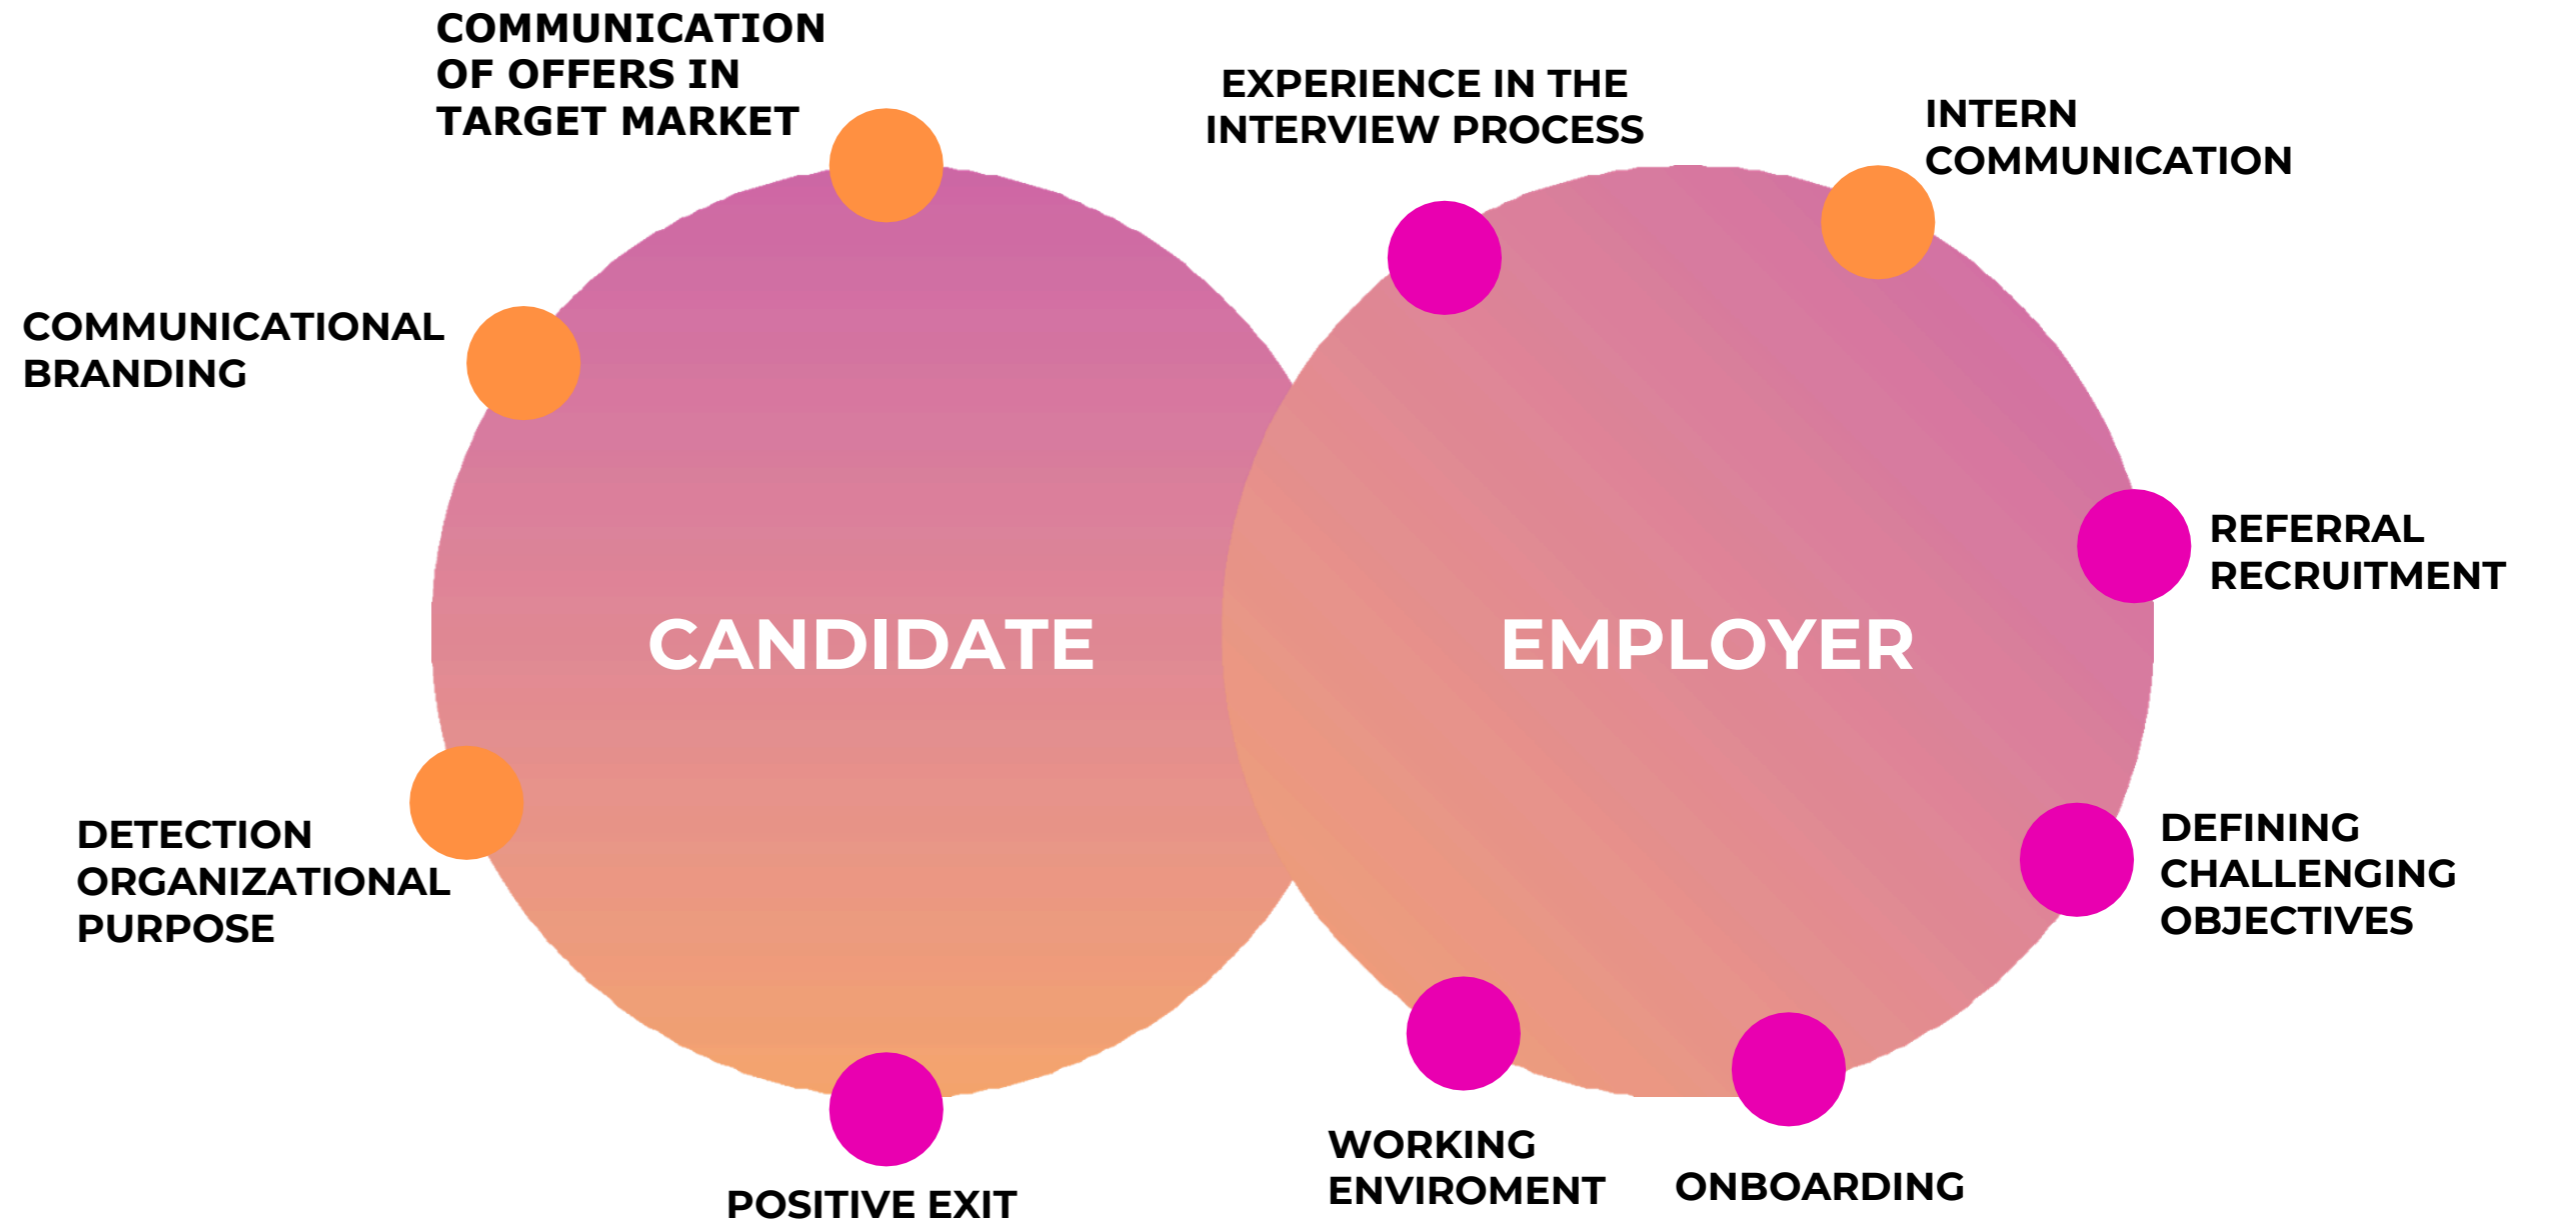 COMMUNICATION
OF OFFERS IN
TARGET MARKET
EXPERIENCE IN THE
INTERVIEW PROCESS
INTERN
COMMUNICATION
COMMUNICATIONAL
BRANDING
REFERRAL
RECRUITMENT
CANDIDATE
EMPLOYER
DETECTION
ORGANIZATIONAL
PURPOSE
DEFINING
CHALLENGING
OBJECTIVES
POSITIVE EXIT
WORKING
ENVIROMENT
ONBOARDING